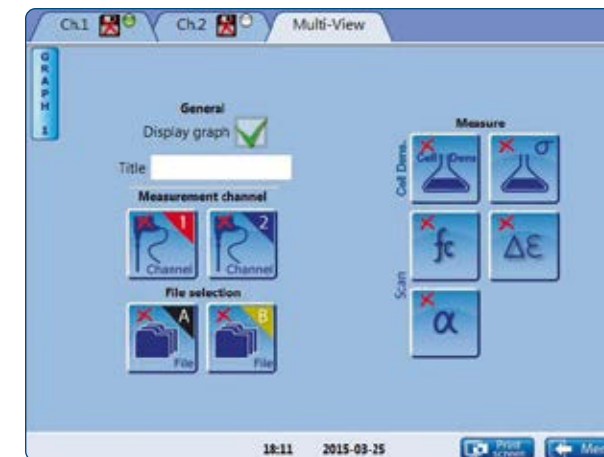 Ch.1 Ch.2 Multi-View
GRAPH 1
General
Display graph
Title
Measurement channel
1 Channel
2 Channel
File selection
A File
B File
Measure
Cell Dens.
Cell Dens
σ
Scan
fc
Δε
α
18:11 2015-03-25
Print screen